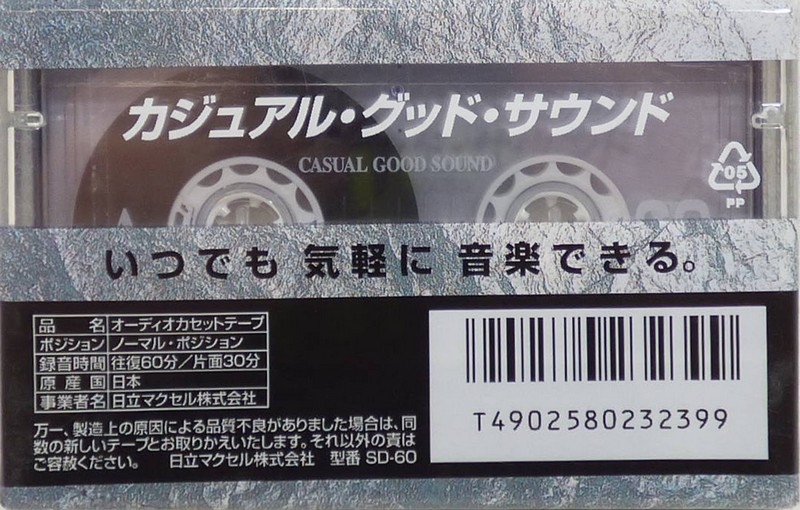 カジュアル・グッド・サウンド
CASUAL GOOD SOUND
05
PP
いつでも 気軽に 音楽できる。
品 名 オーディオカセットテープ
ポジション ノーマル・ポジション
録音時間 往復60分／片面30分
原産国 日本
事業者名 日立マクセル株式会社
万一、製造上の原因による品質不良がありました場合は、同
数の新しいテープとお取りかえいたします。それ以外の責は
ご容赦ください。 日立マクセル株式会社 型番 SD-60
T4902580232399